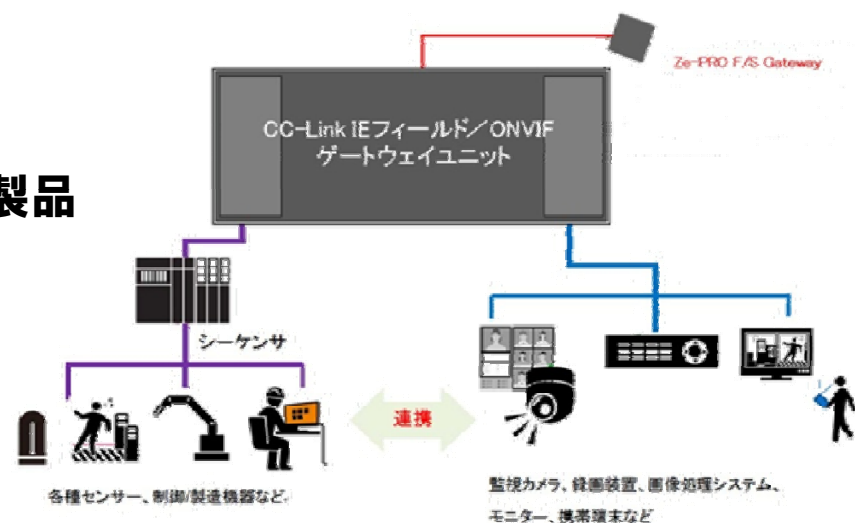 Ze-PRO F/S Gateway
CC-Link IEフィールド/ONVIF
ゲートウェイユニット
製品
シーケンサ
連携
各種センサー、制御/製造機器など.
監視カメラ、録画装置、画像処理システム、
モニター、携帯端末など